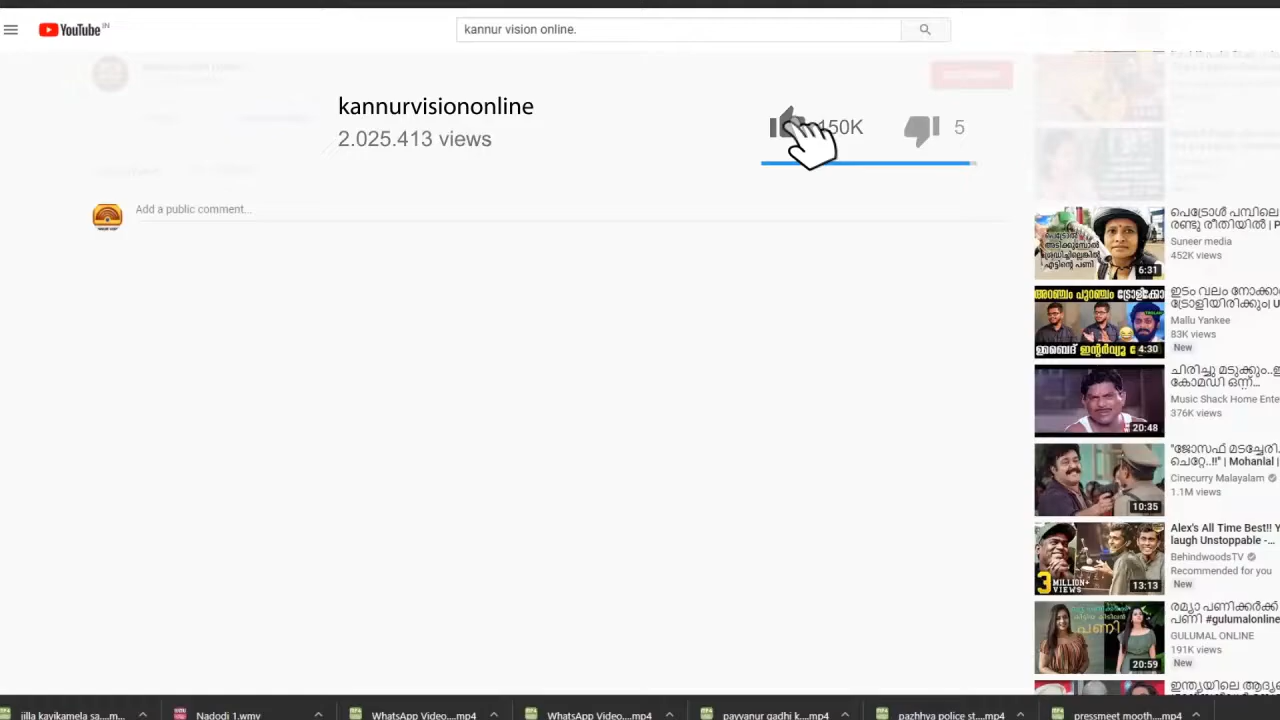 YouTube IN
kannur vision online.
kannurvisiononline
2.025.413 views
150K
5
Add a public comment...
പെട്രോൾ പമ്പിലെ
രണ്ടു രീതിയിൽ | P
Suneer media
452K views
6:31
ഇടം വലം നോക്കാ
ട്രോളിയിരിക്കും| U
Mallu Yankee
83K views
New
4:30
ചിരിച്ചു മടുക്കും..ഇ
കോമഡി ഒന്ന്...
Music Shack Home Ente
376K views
20:48
"ജോസഫ് മടച്ചേരി.
ചെറ്റേ..!!" | Mohanlal |
Cinecurry Malayalam
1.1M views
10:35
Alex's All Time Best!! Y
laugh Unstoppable -...
BehindwoodsTV
Recommended for you
New
3 MILLION+
VIEWS
13:13
രമ്യാ പണിക്കർക്ക്
പണി #gulumalonline
GULUMAL ONLINE
191K views
New
പണി
20:59
ഇന്ത്യയിലെ ആദ്യ
jilla kavikamela sa....m...
Nadodi 1.wmv
WhatsApp Video....mp4
WhatsApp Video....mp4
payyanur gadhi k....mp4
pazhhya police st....mp4
pressmeet mooth....mp4